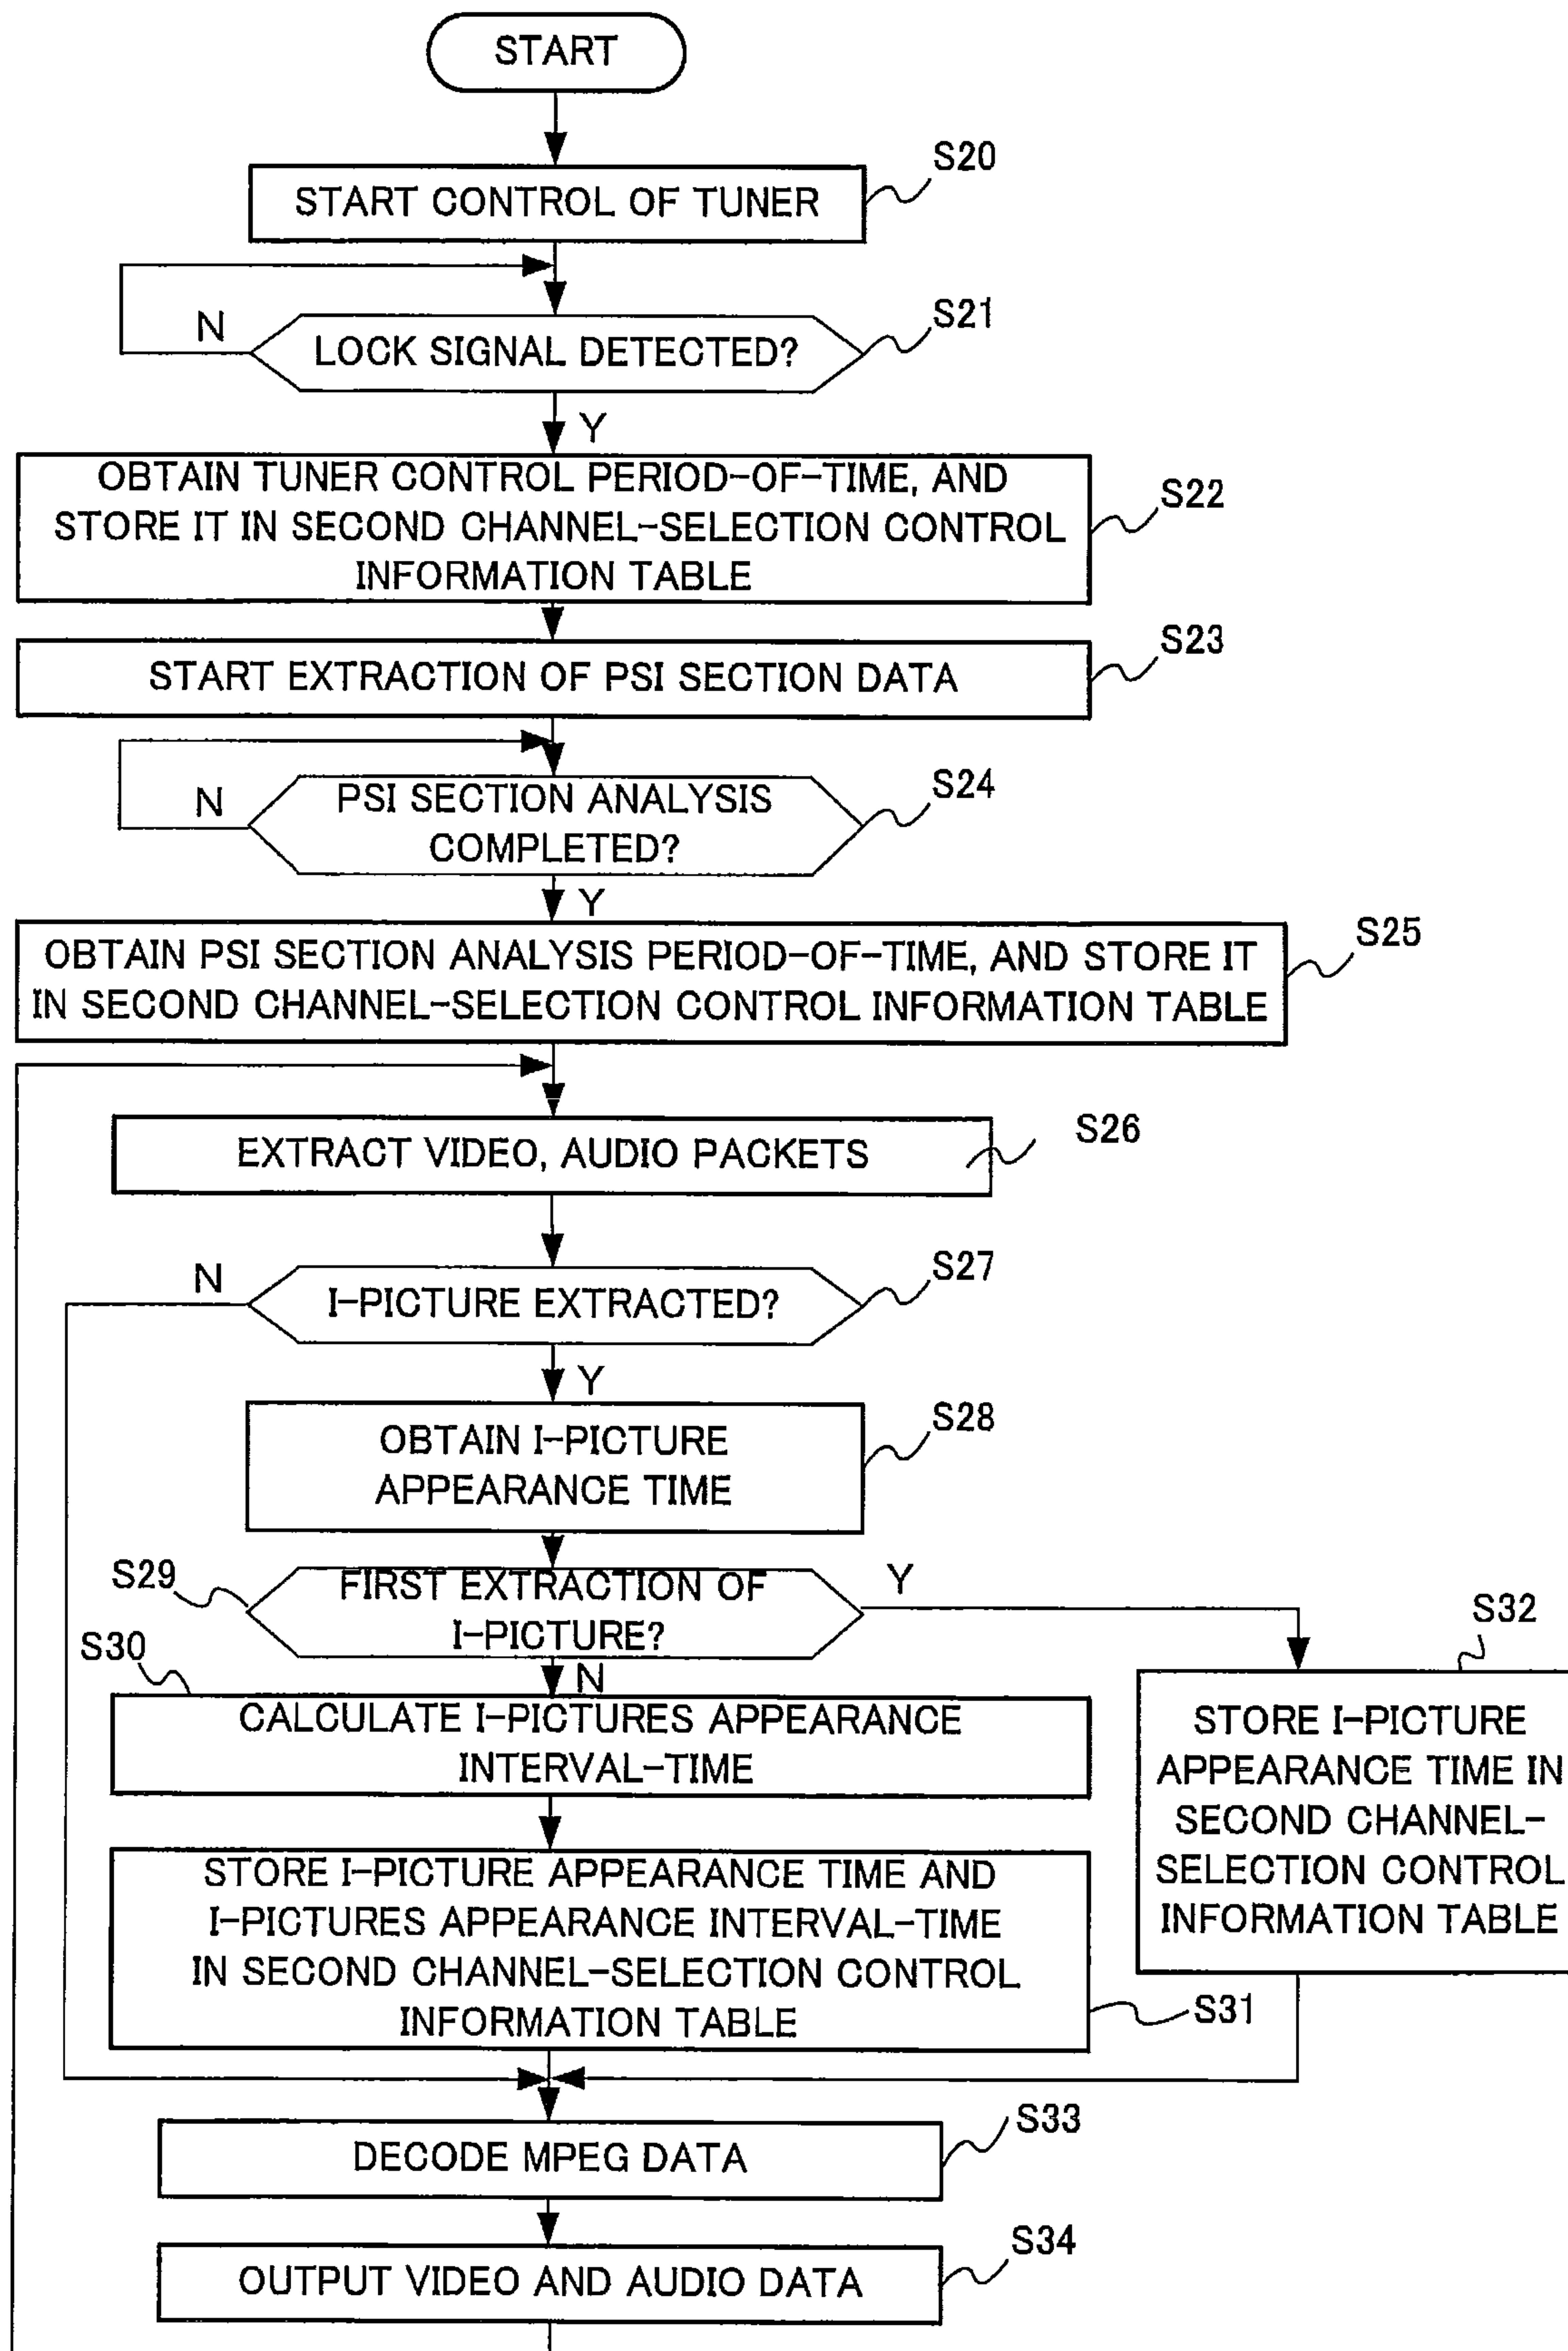 START
S20
START CONTROL OF TUNER
S21
N
LOCK SIGNAL DETECTED?
Y
OBTAIN TUNER CONTROL PERIOD-OF-TIME, AND
STORE IT IN SECOND CHANNEL-SELECTION CONTROL
INFORMATION TABLE
S22
S23
START EXTRACTION OF PSI SECTION DATA
S24
N
PSI SECTION ANALYSIS
COMPLETED?
Y
S25
OBTAIN PSI SECTION ANALYSIS PERIOD-OF-TIME, AND STORE IT
IN SECOND CHANNEL-SELECTION CONTROL INFORMATION TABLE
S26
EXTRACT VIDEO, AUDIO PACKETS
S27
N
I-PICTURE EXTRACTED?
Y
S28
OBTAIN I-PICTURE
APPEARANCE TIME
S29
FIRST EXTRACTION OF
I-PICTURE?
Y
N
S30
CALCULATE I-PICTURES APPEARANCE
INTERVAL-TIME
S32
STORE I-PICTURE
APPEARANCE TIME IN
SECOND CHANNEL-
SELECTION CONTROL
INFORMATION TABLE
STORE I-PICTURE APPEARANCE TIME AND
I-PICTURES APPEARANCE INTERVAL-TIME
IN SECOND CHANNEL-SELECTION CONTROL
INFORMATION TABLE
S31
S33
DECODE MPEG DATA
S34
OUTPUT VIDEO AND AUDIO DATA